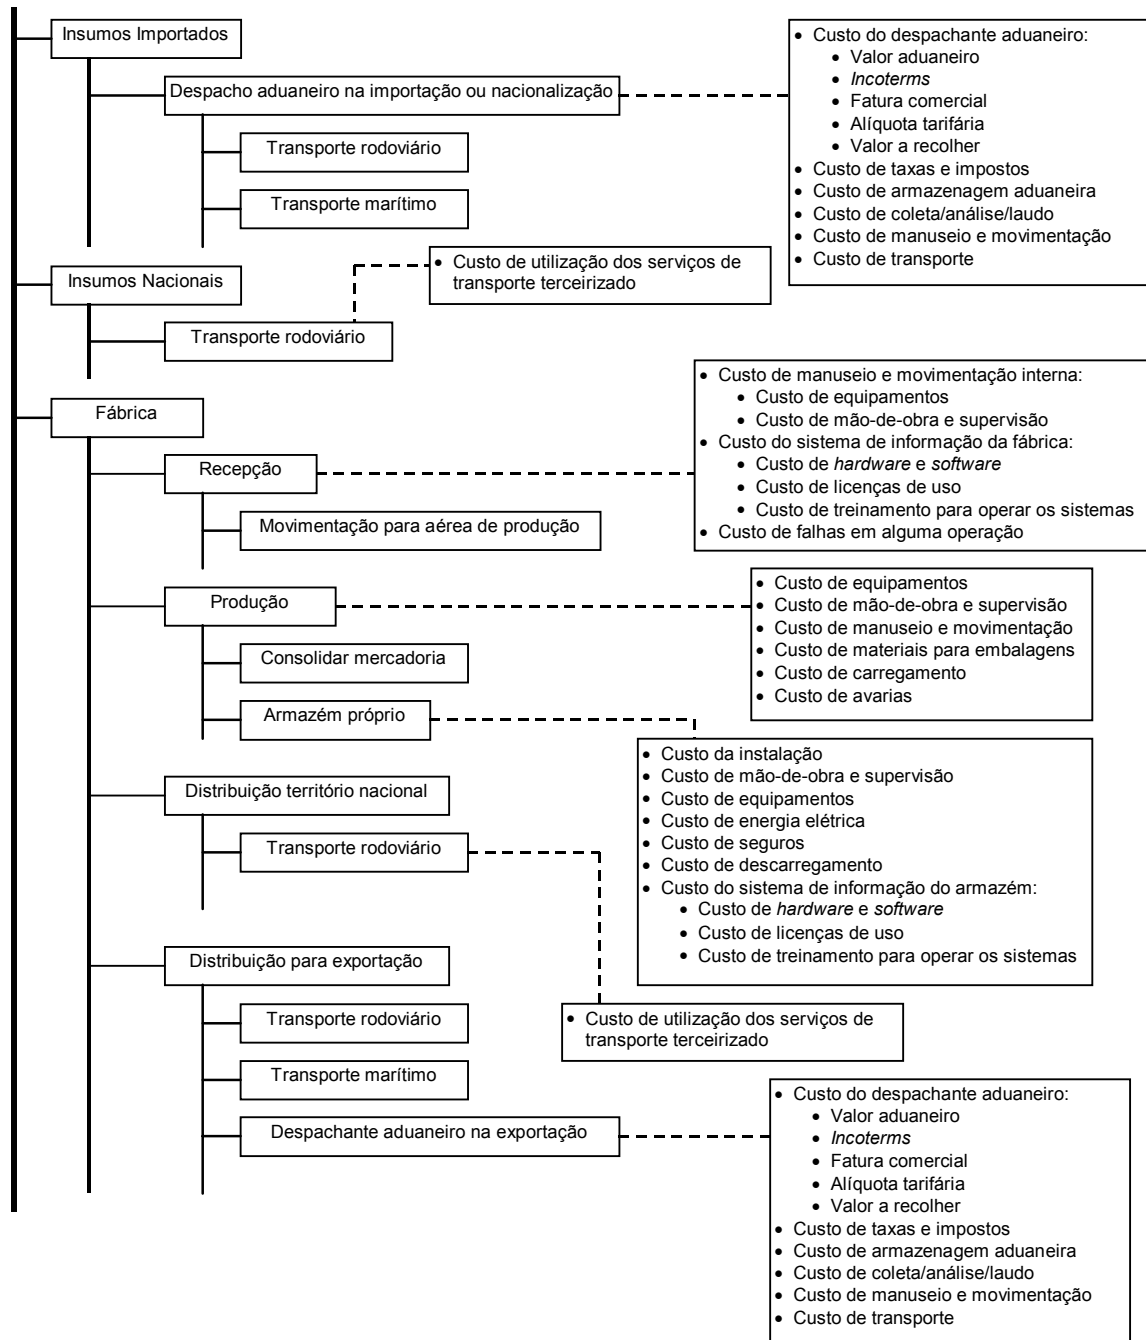 Insumos Importados
Despacho aduaneiro na importação ou nacionalização
Transporte rodoviário
Transporte marítimo
• Custo do despachante aduaneiro:
• Valor aduaneiro
• Incoterms
• Fatura comercial
• Alíquota tarifária
• Valor a recolher
• Custo de taxas e impostos
• Custo de armazenagem aduaneira
• Custo de coleta/análise/laudo
• Custo de manuseio e movimentação
• Custo de transporte
Insumos Nacionais
Transporte rodoviário
• Custo de utilização dos serviços de
transporte terceirizado
Fábrica
Recepção
Movimentação para aérea de produção
• Custo de manuseio e movimentação interna:
• Custo de equipamentos
• Custo de mão-de-obra e supervisão
• Custo do sistema de informação da fábrica:
• Custo de hardware e software
• Custo de licenças de uso
• Custo de treinamento para operar os sistemas
• Custo de falhas em alguma operação
Produção
Consolidar mercadoria
Armazém próprio
• Custo de equipamentos
• Custo de mão-de-obra e supervisão
• Custo de manuseio e movimentação
• Custo de materiais para embalagens
• Custo de carregamento
• Custo de avarias
• Custo da instalação
• Custo de mão-de-obra e supervisão
• Custo de equipamentos
• Custo de energia elétrica
• Custo de seguros
• Custo de descarregamento
• Custo do sistema de informação do armazém:
• Custo de hardware e software
• Custo de licenças de uso
• Custo de treinamento para operar os sistemas
Distribuição território nacional
Transporte rodoviário
• Custo de utilização dos serviços de
transporte terceirizado
Distribuição para exportação
Transporte rodoviário
Transporte marítimo
Despachante aduaneiro na exportação
• Custo do despachante aduaneiro:
• Valor aduaneiro
• Incoterms
• Fatura comercial
• Alíquota tarifária
• Valor a recolher
• Custo de taxas e impostos
• Custo de armazenagem aduaneira
• Custo de coleta/análise/laudo
• Custo de manuseio e movimentação
• Custo de transporte